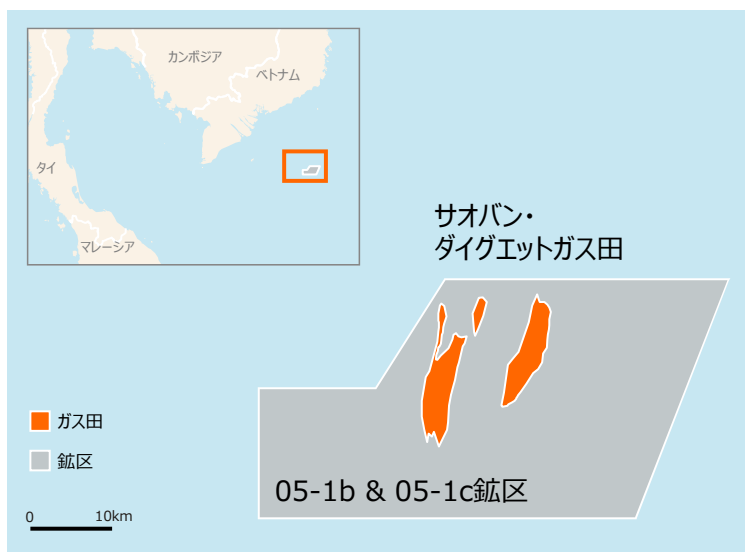 カンボジア
ベトナム
タイ
マレーシア
サオバン・
ダイグエットガス田
ガス田
鉱区
05-1b & 05-1c鉱区
0 10km